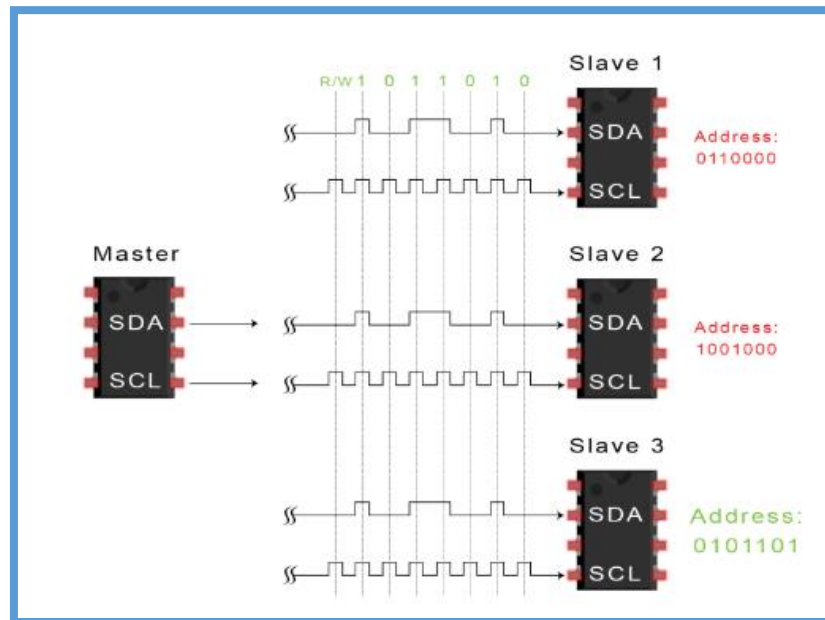 R/W 1 0 1 1 0 1 0
Slave 1
SDA
SCL
Address:
0110000
Master
SDA
SCL
Slave 2
SDA
SCL
Address:
1001000
Slave 3
SDA
SCL
Address:
0101101